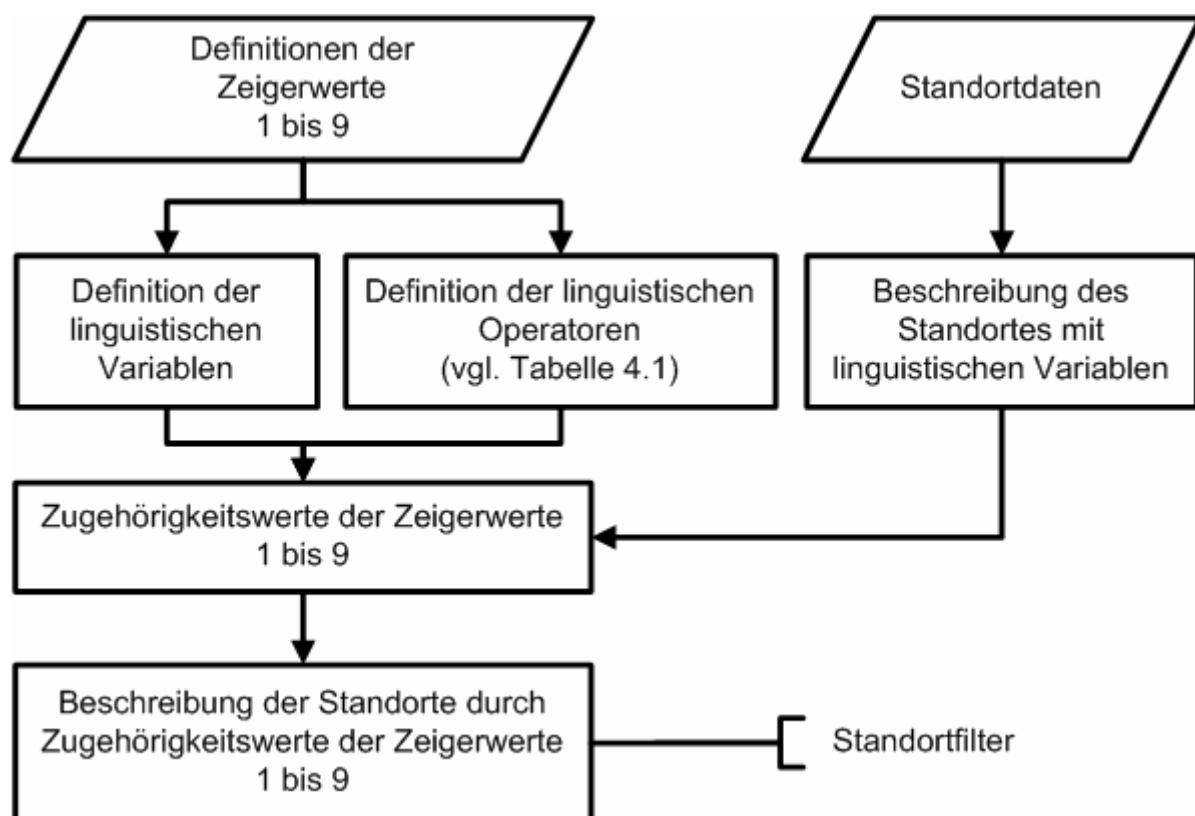 Definitionen der
Zeigerwerte
1 bis 9
Standortdaten
Definition der
linguistischen
Variablen
Definition der linguistischen
Operatoren
(vgl. Tabelle 4.1)
Beschreibung des
Standortes mit
linguistischen Variablen
Zugehörigkeitswerte der Zeigerwerte
1 bis 9
Beschreibung der Standorte durch
Zugehörigkeitswerte der Zeigerwerte
1 bis 9
Standortfilter